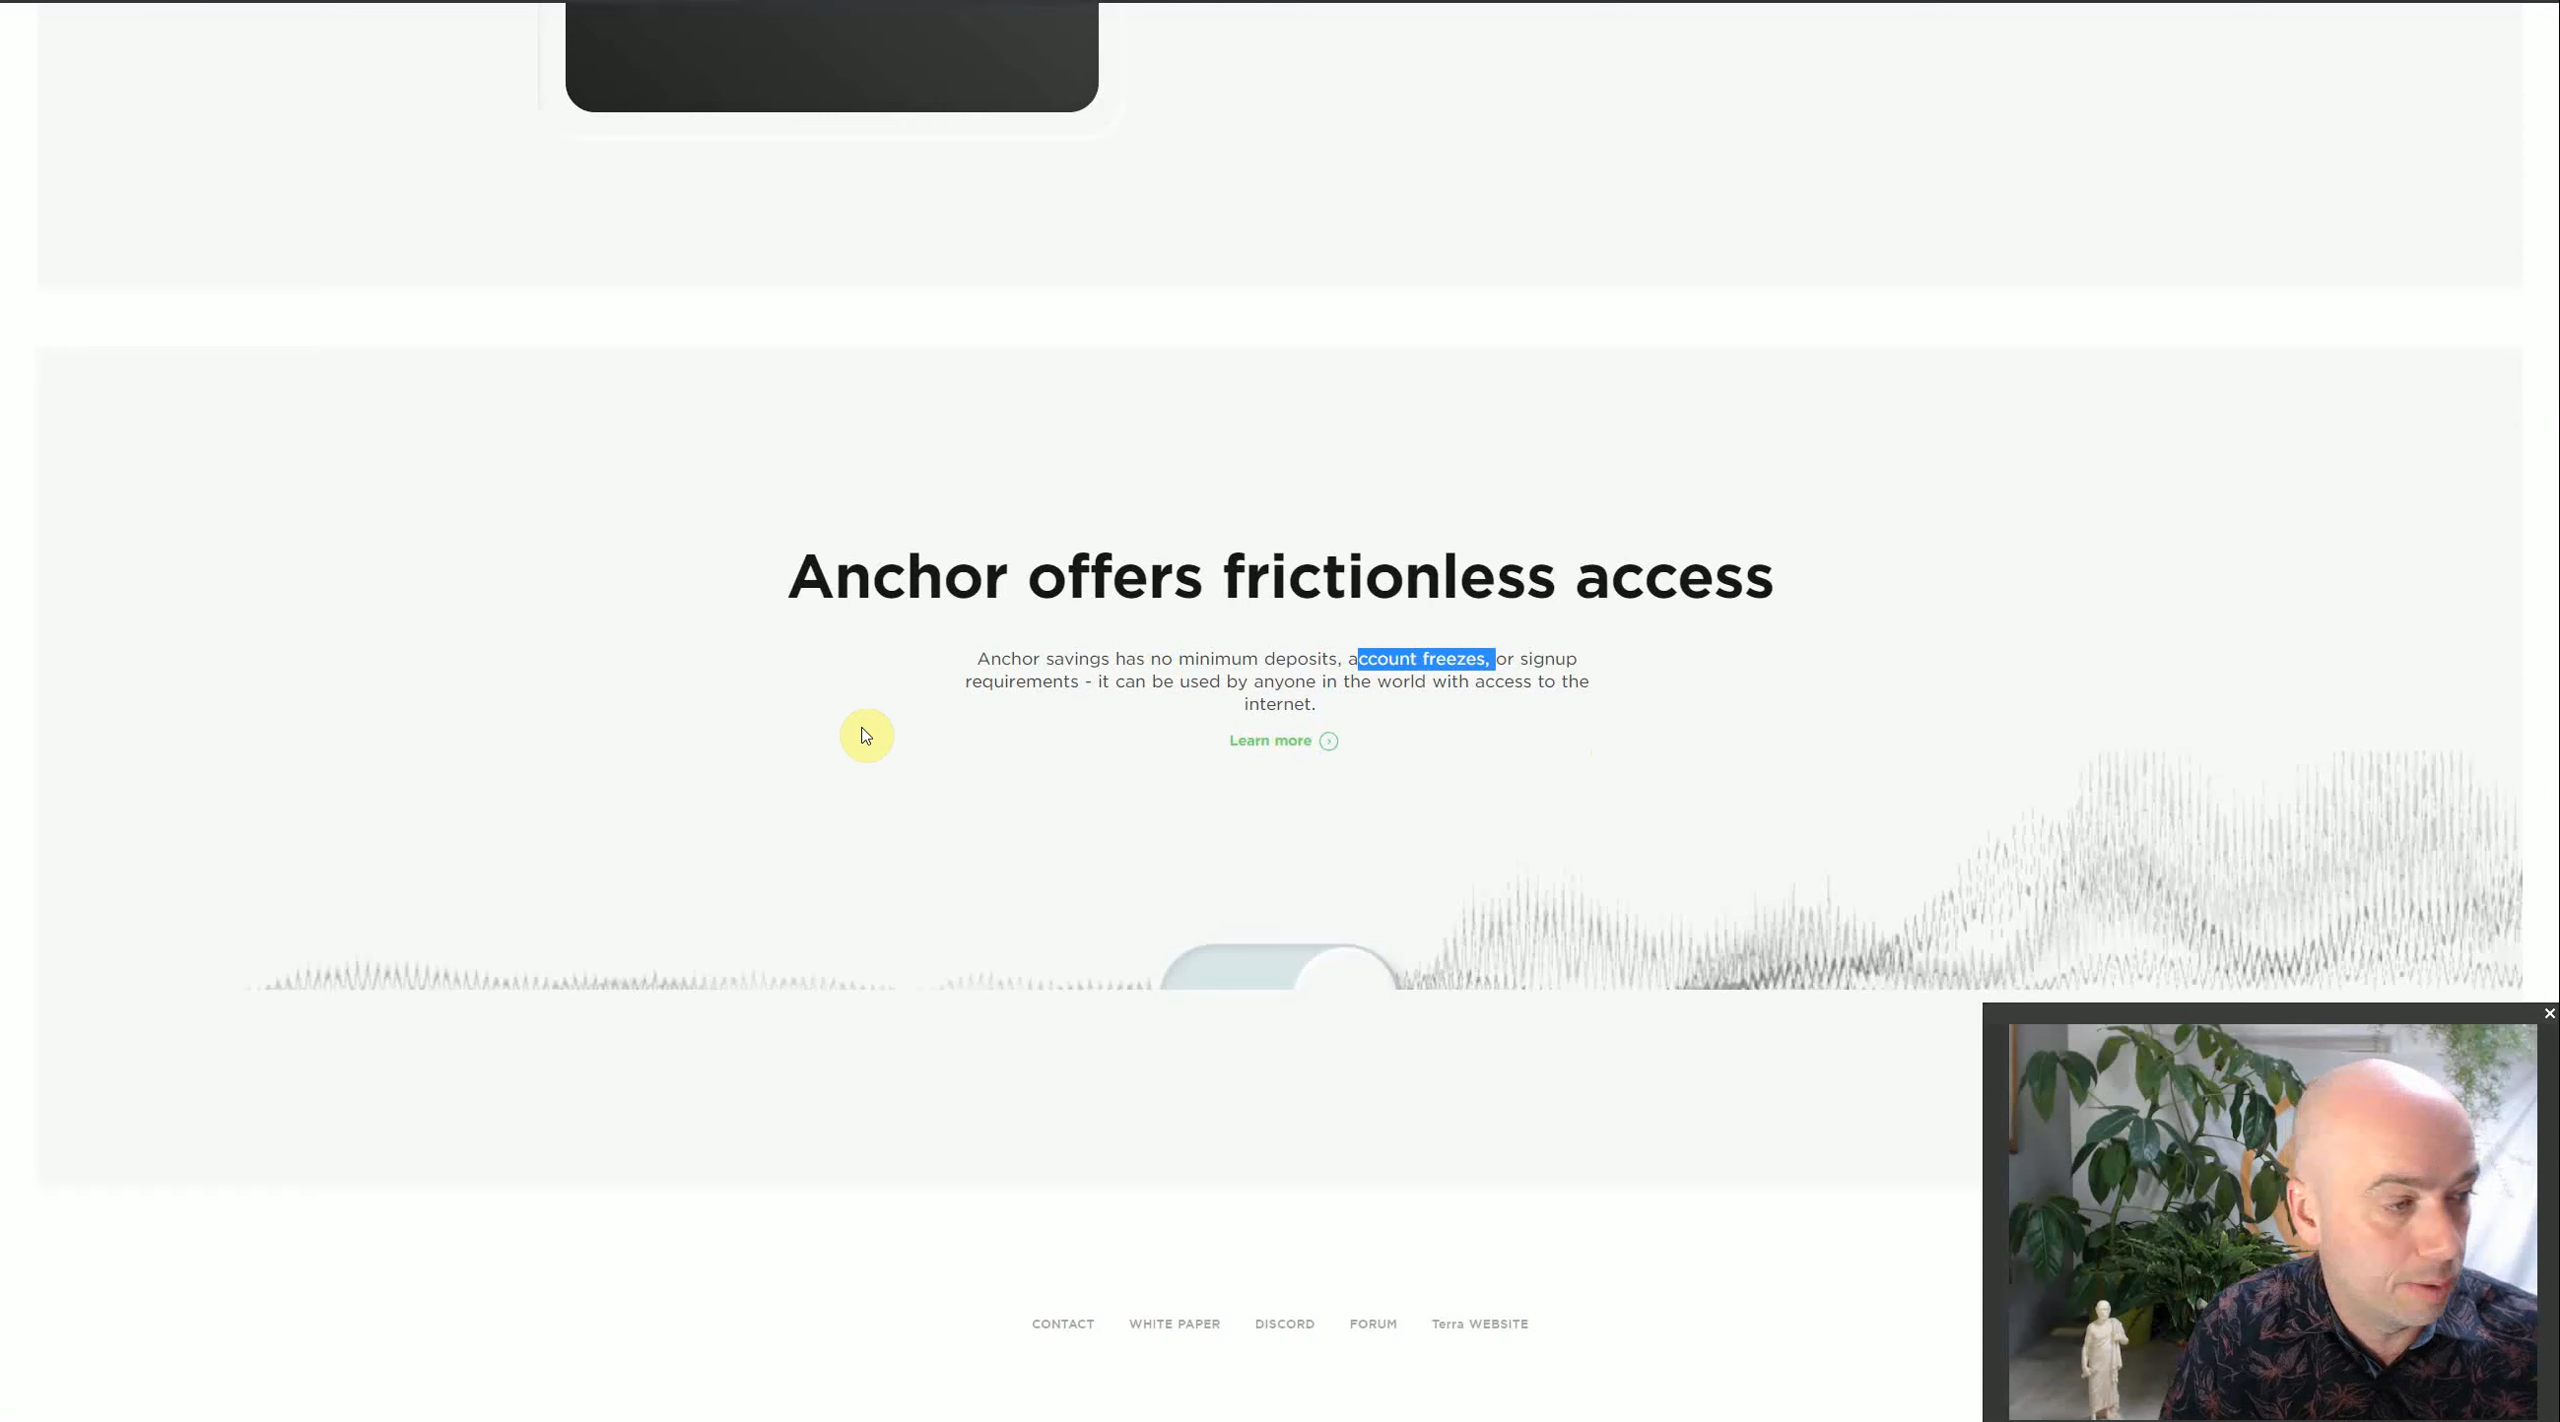 Anchor offers frictionless access
Anchor savings has no minimum deposits, account freezes, or signup
requirements - it can be used by anyone in the world with access to the
internet.
Learn more
CONTACT WHITE PAPER DISCORD FORUM Terra WEBSITE